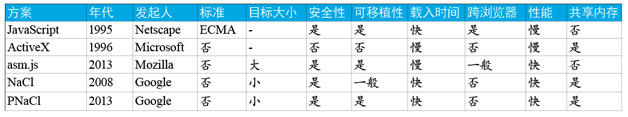 方案 年代 发起人 标准 目标大小 安全性 可移植性 载入时间 跨浏览器 性能 共享内存
JavaScript 1995 Netscape ECMA - 是 是 快 是 慢 否
ActiveX 1996 Microsoft 否 - 否 否 慢 否 慢 是
asm.js 2013 Mozilla 否 大 是 是 慢 一般 快 否
NaCl 2008 Google 否 小 是 一般 快 否 快 是
PNaCl 2013 Google 否 小 是 是 快 否 快 是